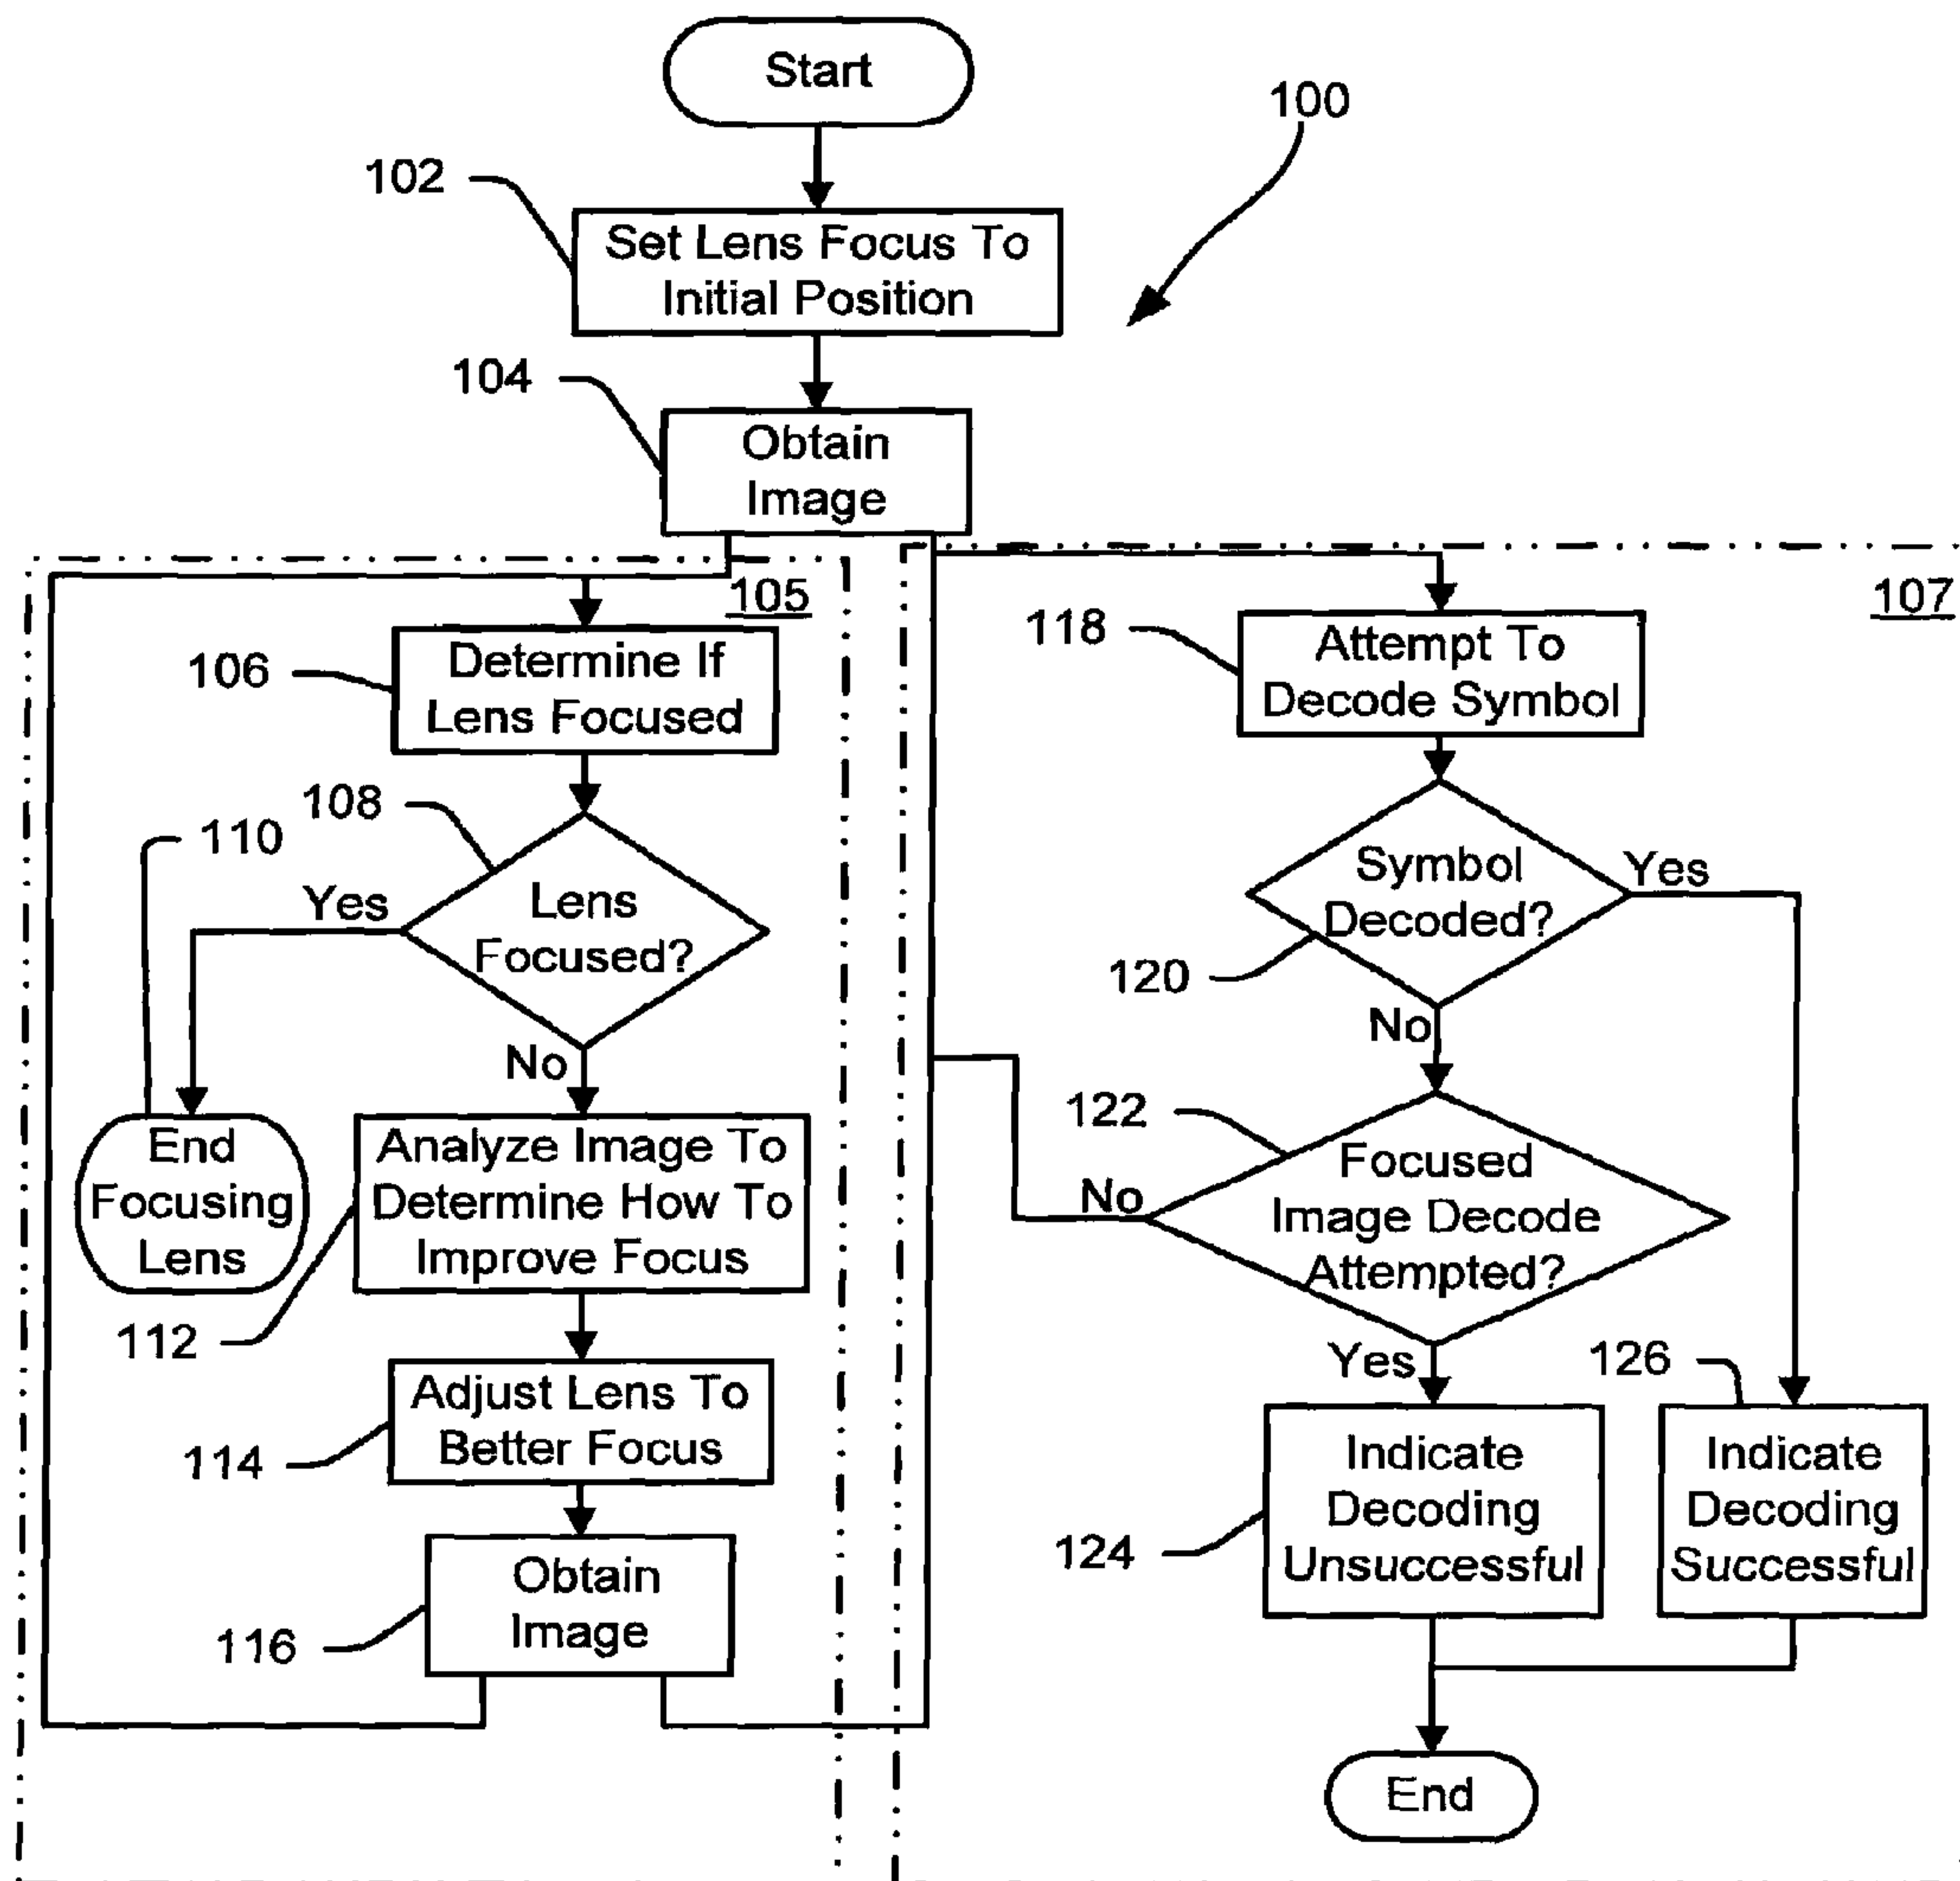 Start
100
102
Set Lens Focus To
Initial Position
104
Obtain
Image
105
106
Determine If
Lens Focused
108
110
Yes
Lens
Focused?
No
End
Focusing
Lens
Analyze Image To
Determine How To
Improve Focus
112
Adjust Lens To
Better Focus
114
Obtain
Image
116
107
118
Attempt To
Decode Symbol
Symbol
Decoded?
Yes
120
No
122
Focused
Image Decode
Attempted?
No
Yes
126
Indicate
Decoding
Unsuccessful
124
Indicate
Decoding
Successful
End